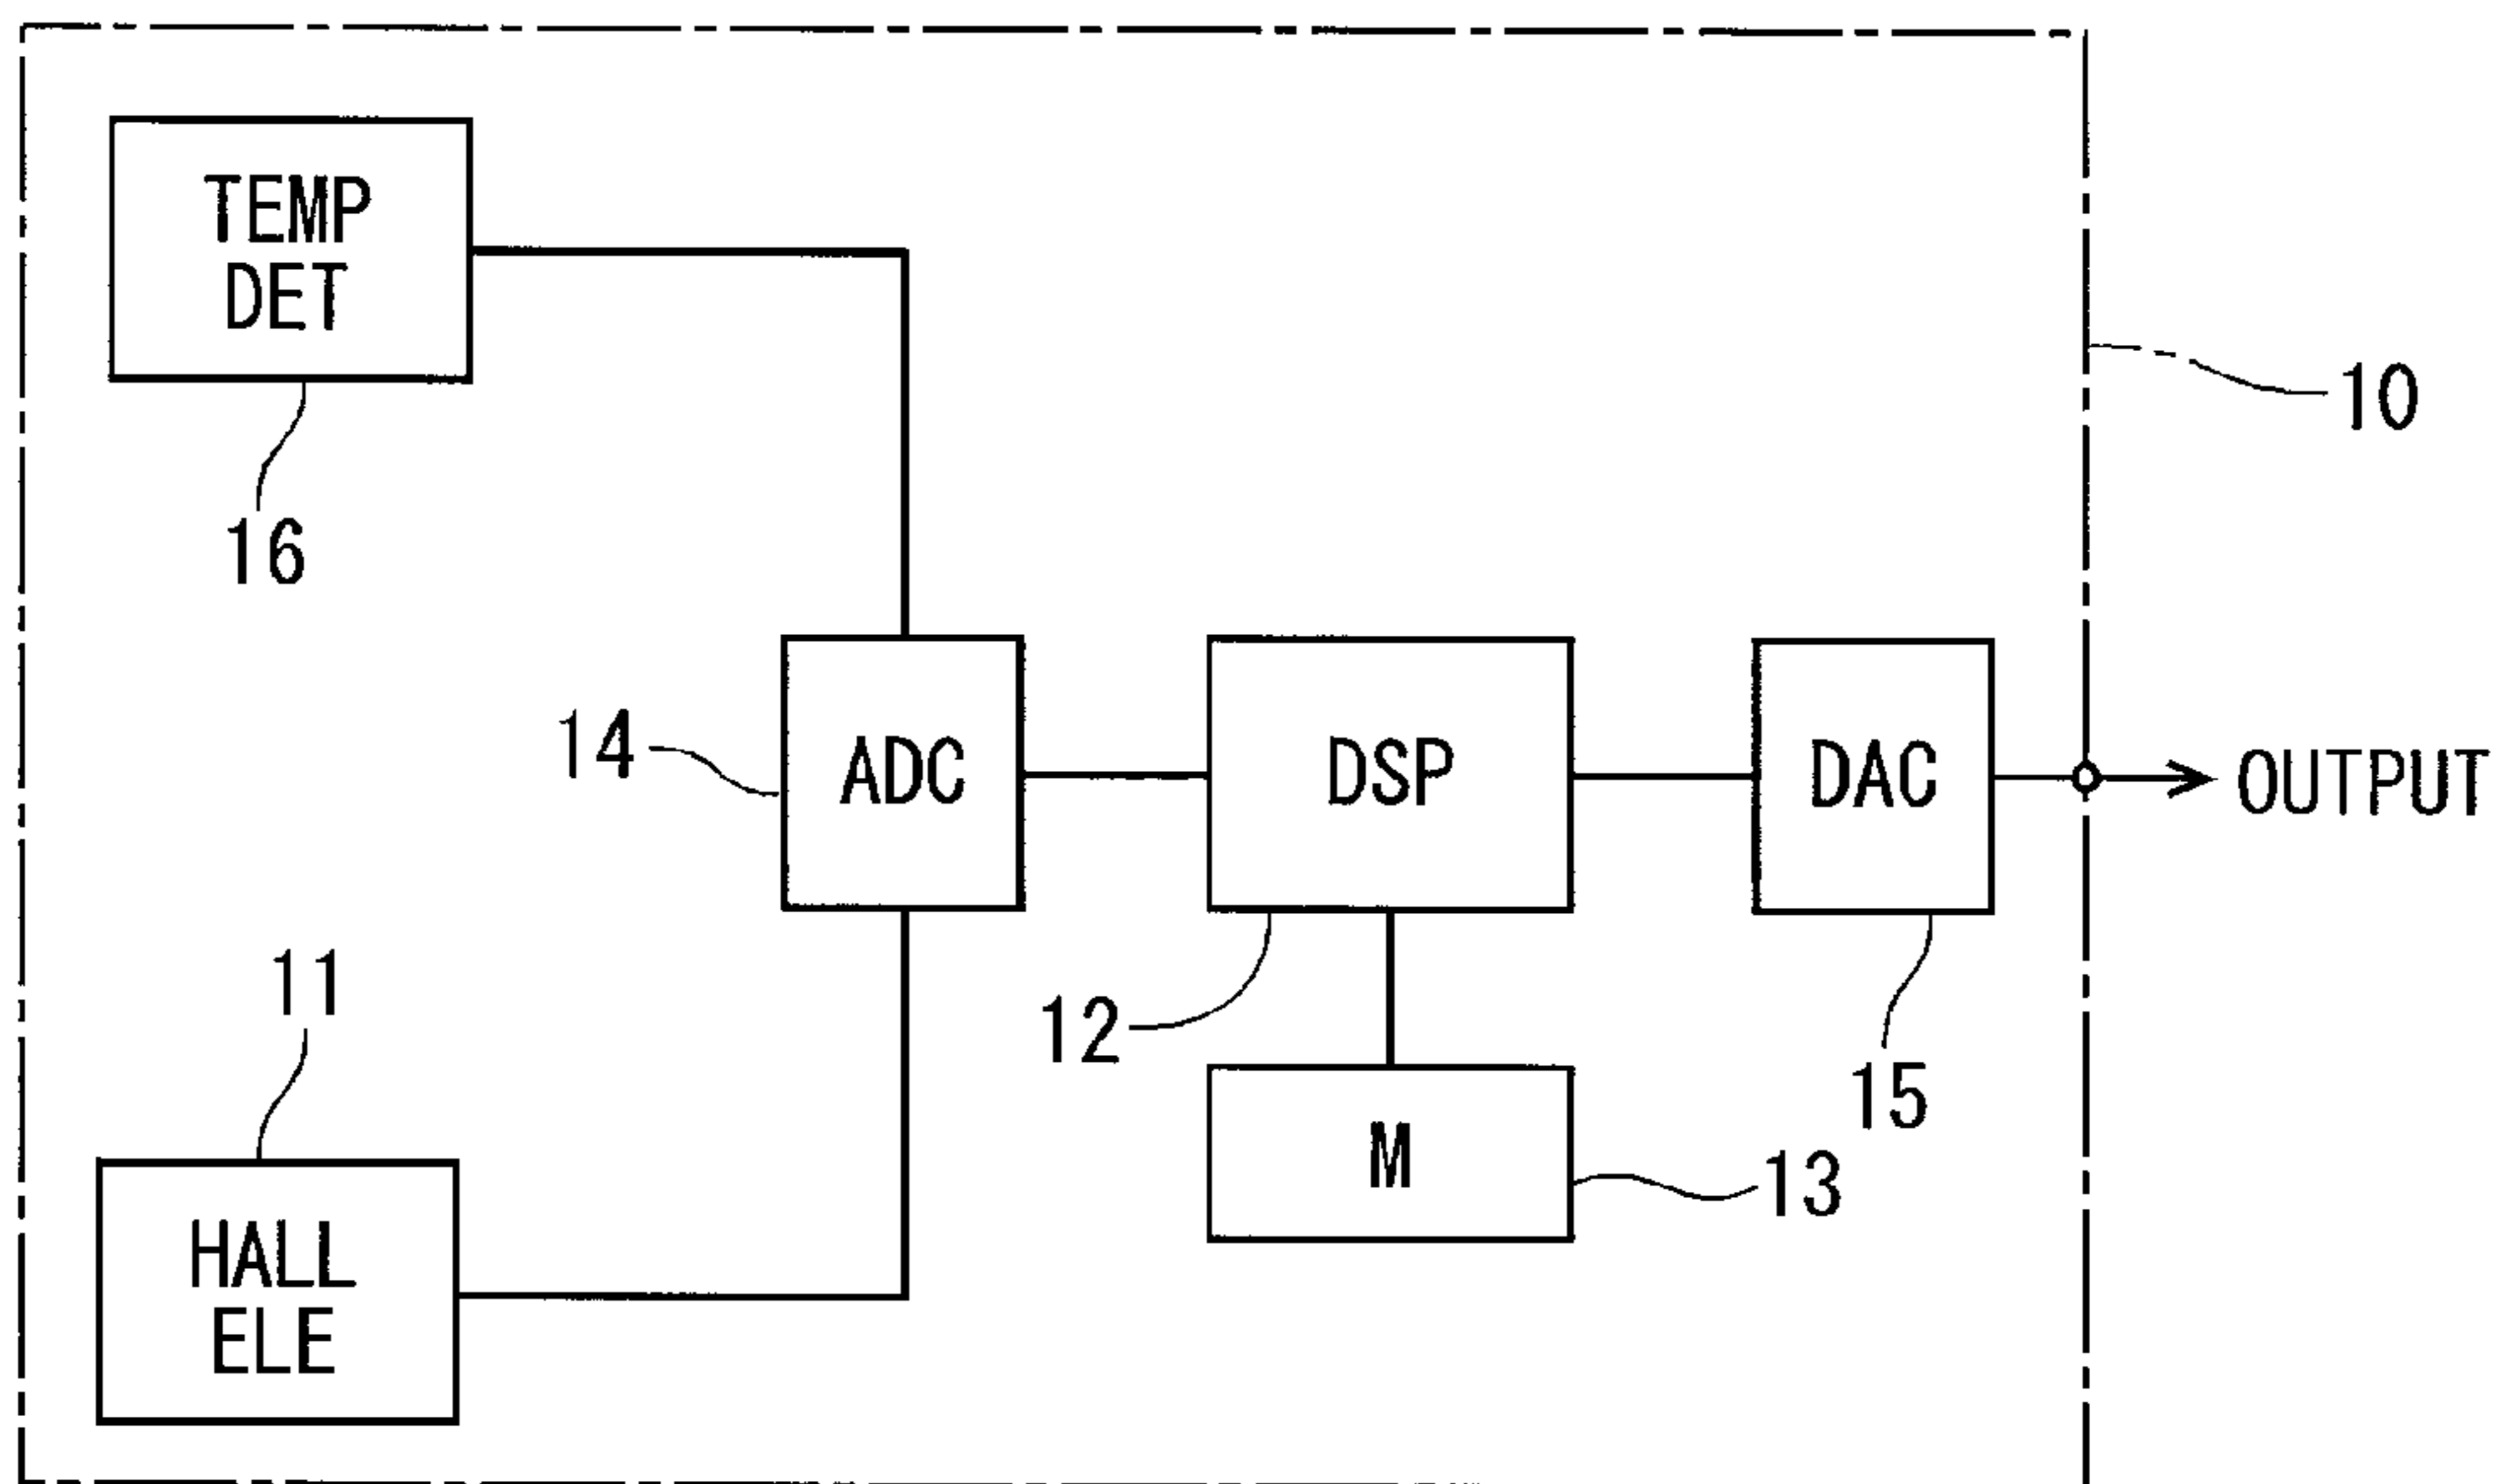 TEMP
DET
16
10
14
ADC
DSP
DAC
OUTPUT
11
12
15
M
13
HALL
ELE